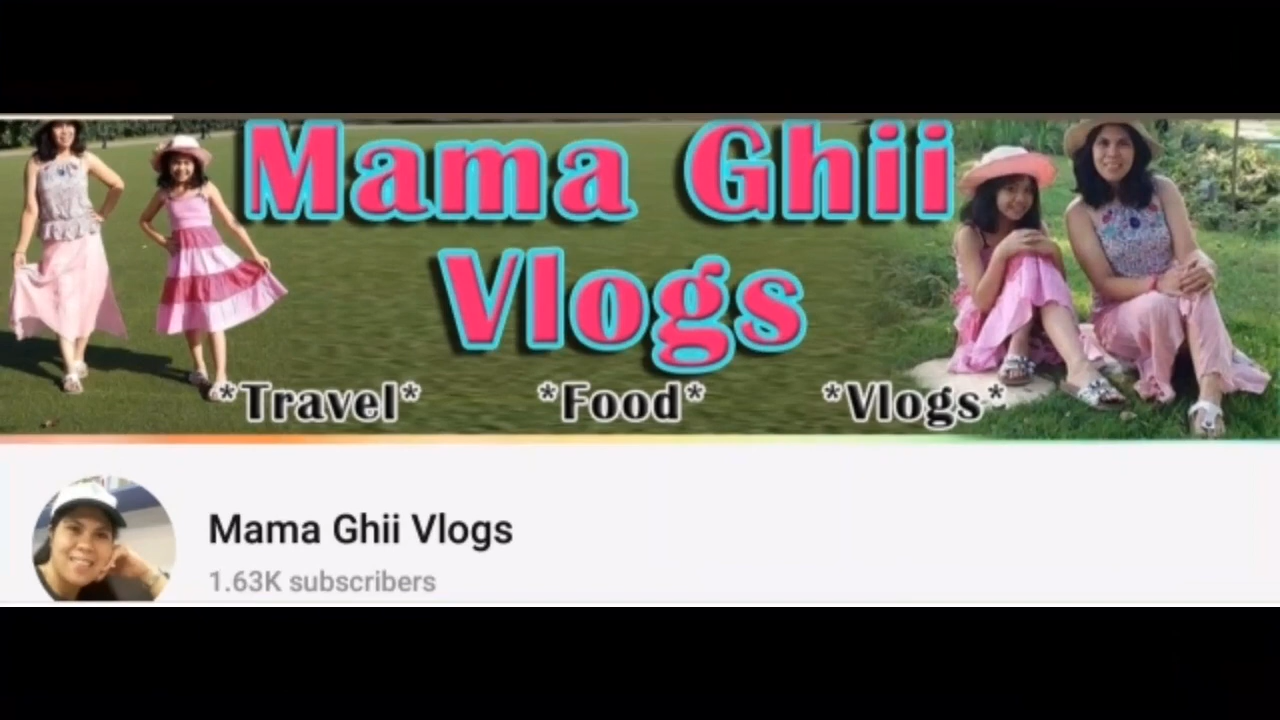 Mama Ghii
Vlogs
*Travel* *Food* *Vlogs*
Mama Ghii Vlogs
1.63K subscribers